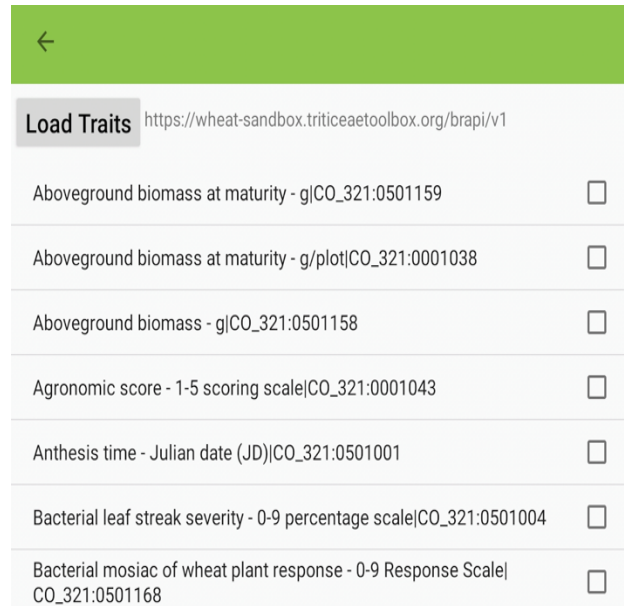 Load Traits https://wheat-sandbox.triticeaetoolbox.org/brapi/v1
Aboveground biomass at maturity - g|CO_321:0501159
Aboveground biomass at maturity - g/plot|CO_321:0001038
Aboveground biomass - g|CO_321:0501158
Agronomic score - 1-5 scoring scale|CO_321:0001043
Anthesis time - Julian date (JD)|CO_321:0501001
Bacterial leaf streak severity - 0-9 percentage scale|CO_321:0501004
Bacterial mosiac of wheat plant response - 0-9 Response Scale|
CO_321:0501168